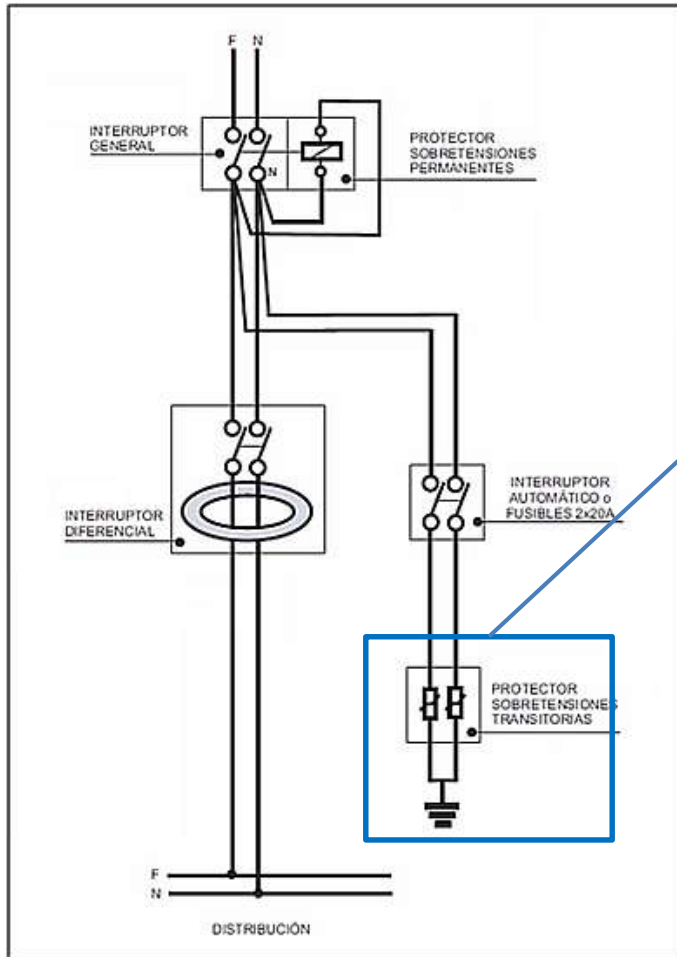 F N
INTERRUPTOR
GENERAL
N
PROTECTOR
SOBRETENSIONES
PERMANENTES
INTERRUPTOR
DIFERENCIAL
INTERRUPTOR
AUTOMÁTICO o
FUSIBLES 2x20A
PROTECTOR
SOBRETENSIONES
TRANSITORIAS
F
N
DISTRIBUCIÓN